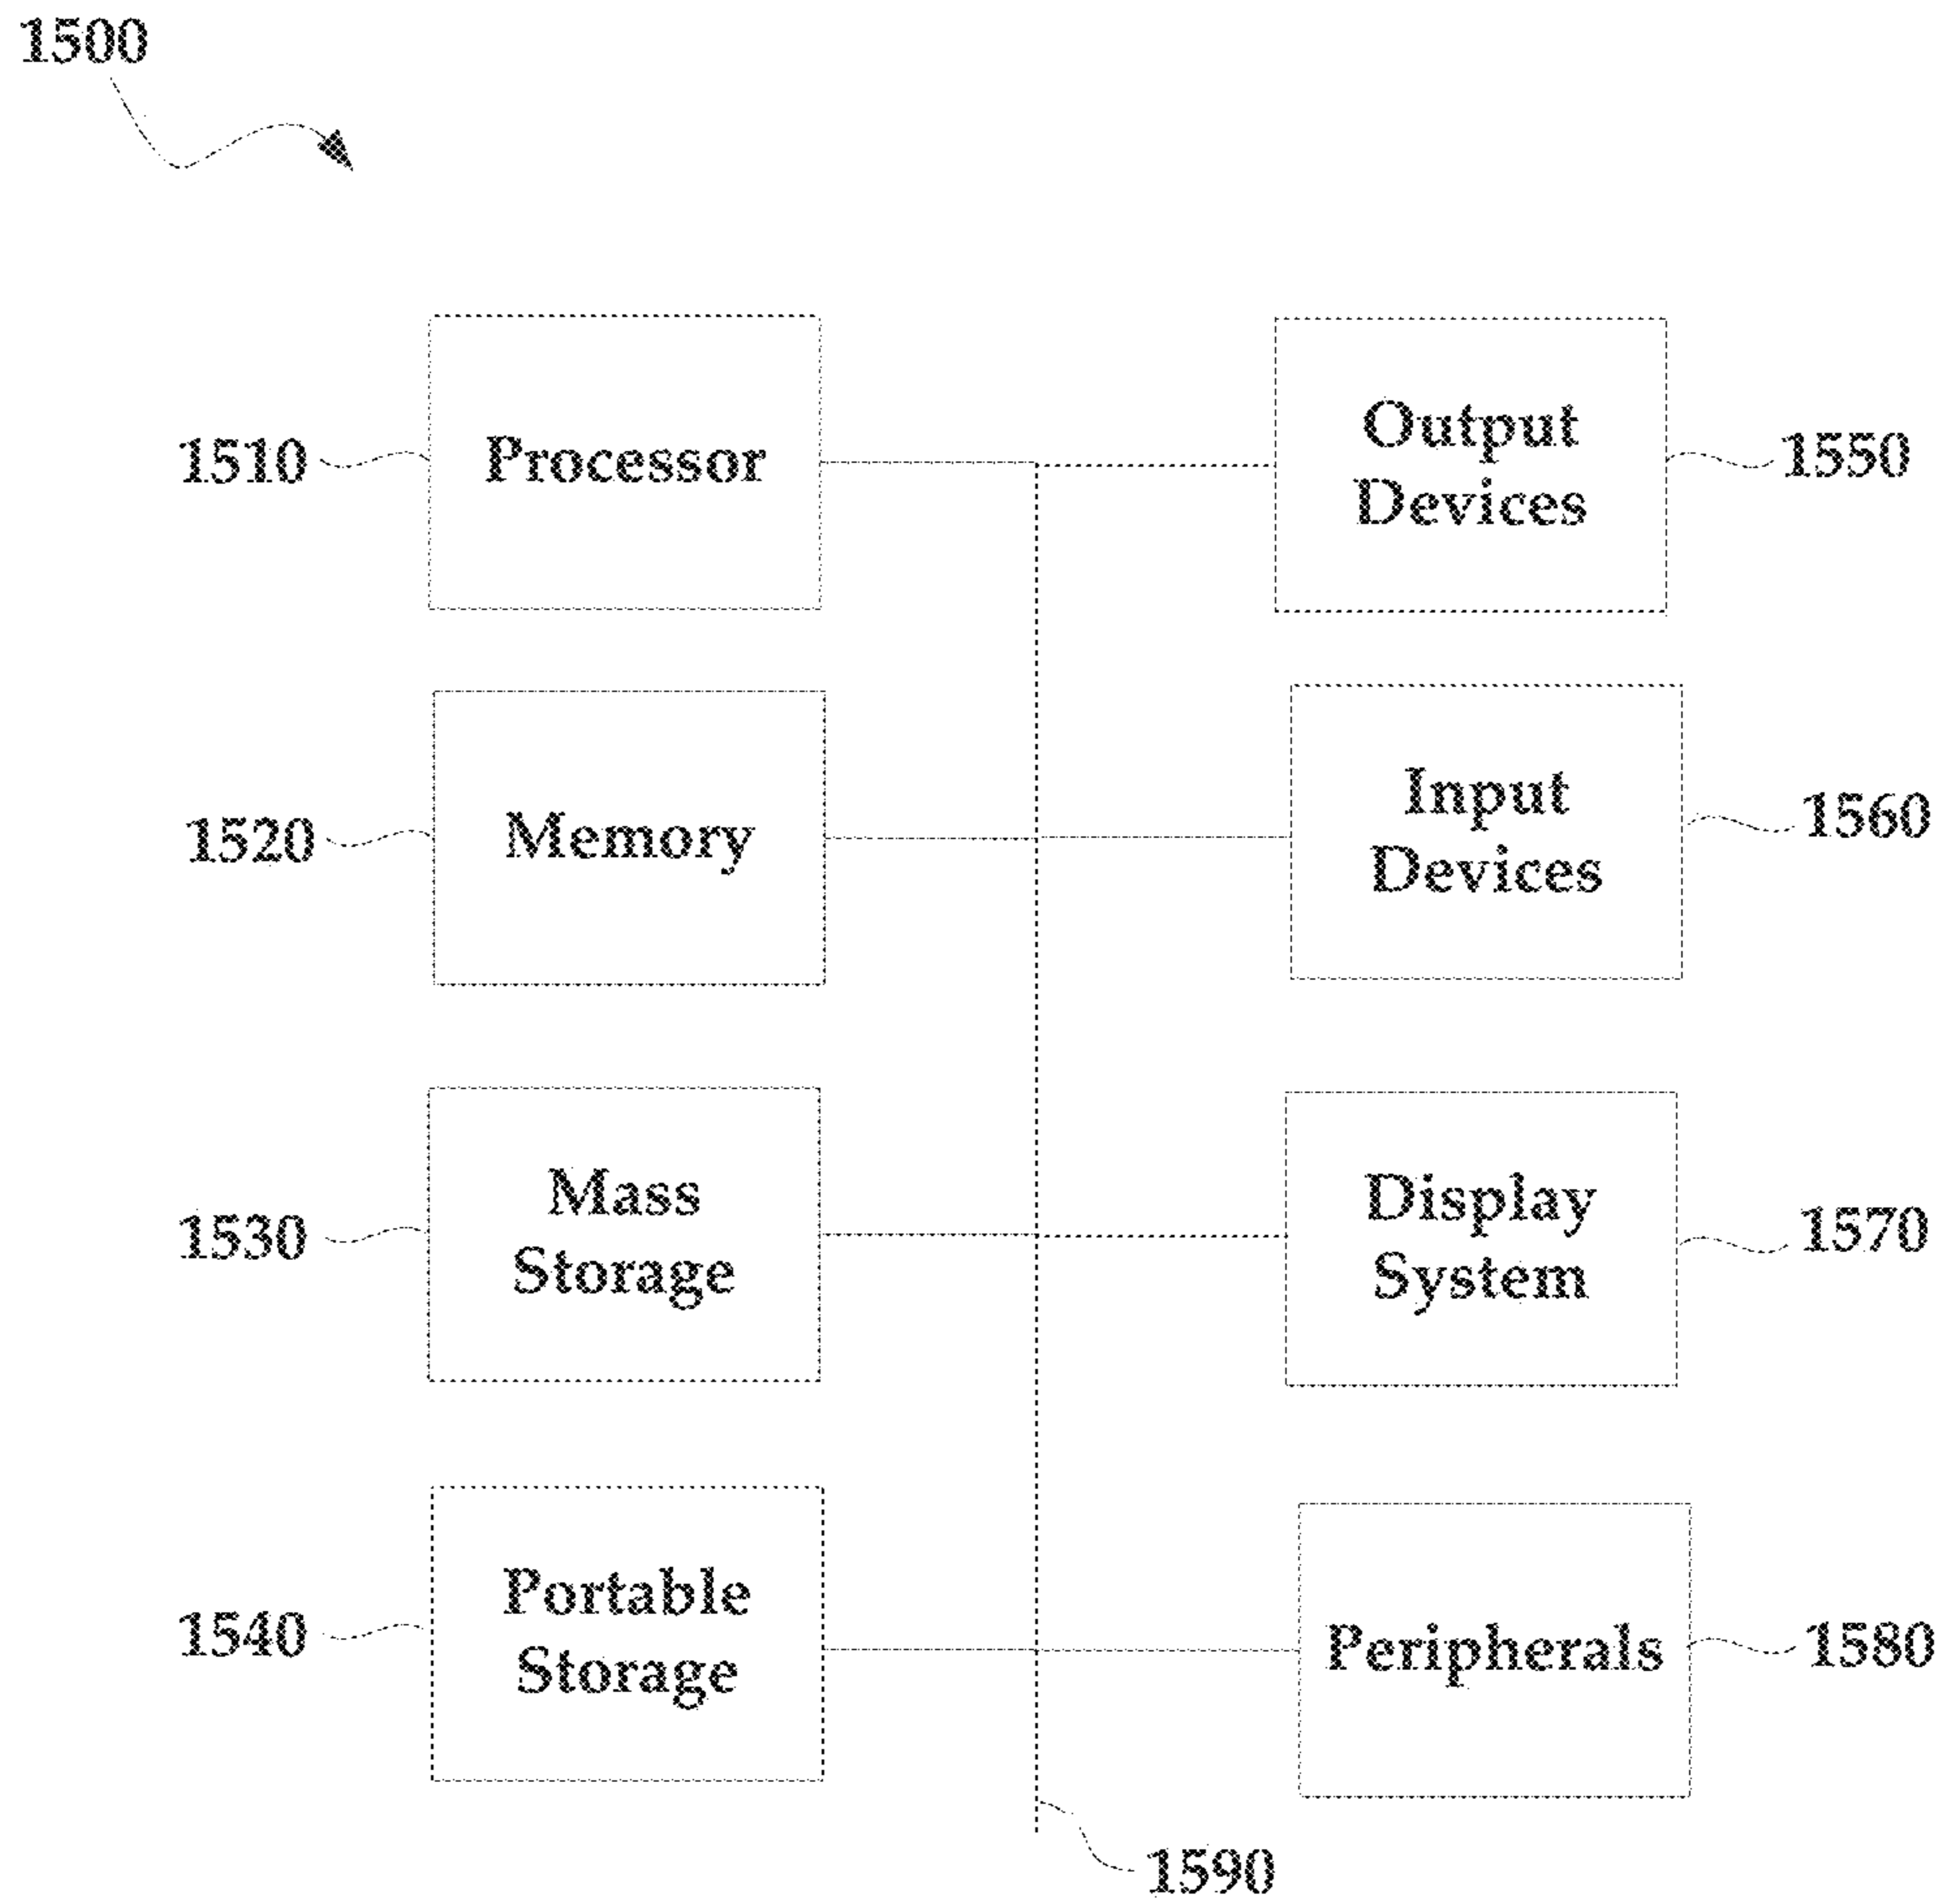 1500
1510
Processor
Output
Devices
1550
1520
Memory
Input
Devices
1560
1530
Mass
Storage
Display
System
1570
1540
Portable
Storage
Peripherals
1580
1590